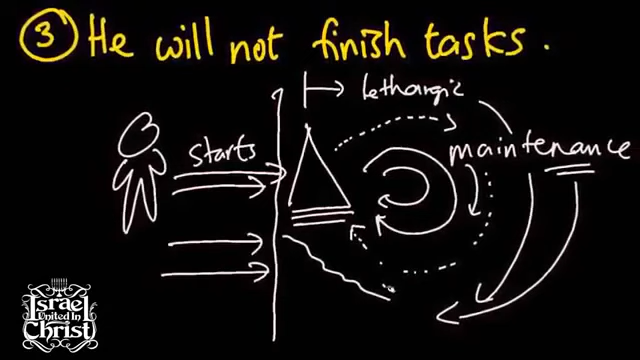 ③ He will not finish tasks.
lethargic
starts
maintenance
Israel
United In
Christ